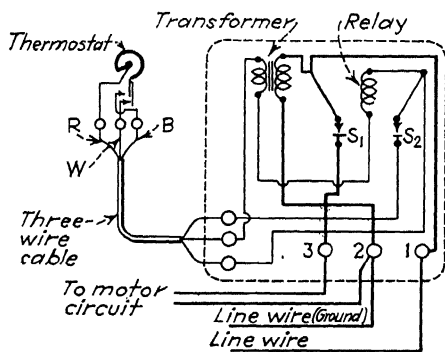 Transformer
Relay
Thermostat
R
B
W
S1
S2
Three-
wire
cable
3
2
1
To motor
circuit
Line wire (Ground)
Line wire